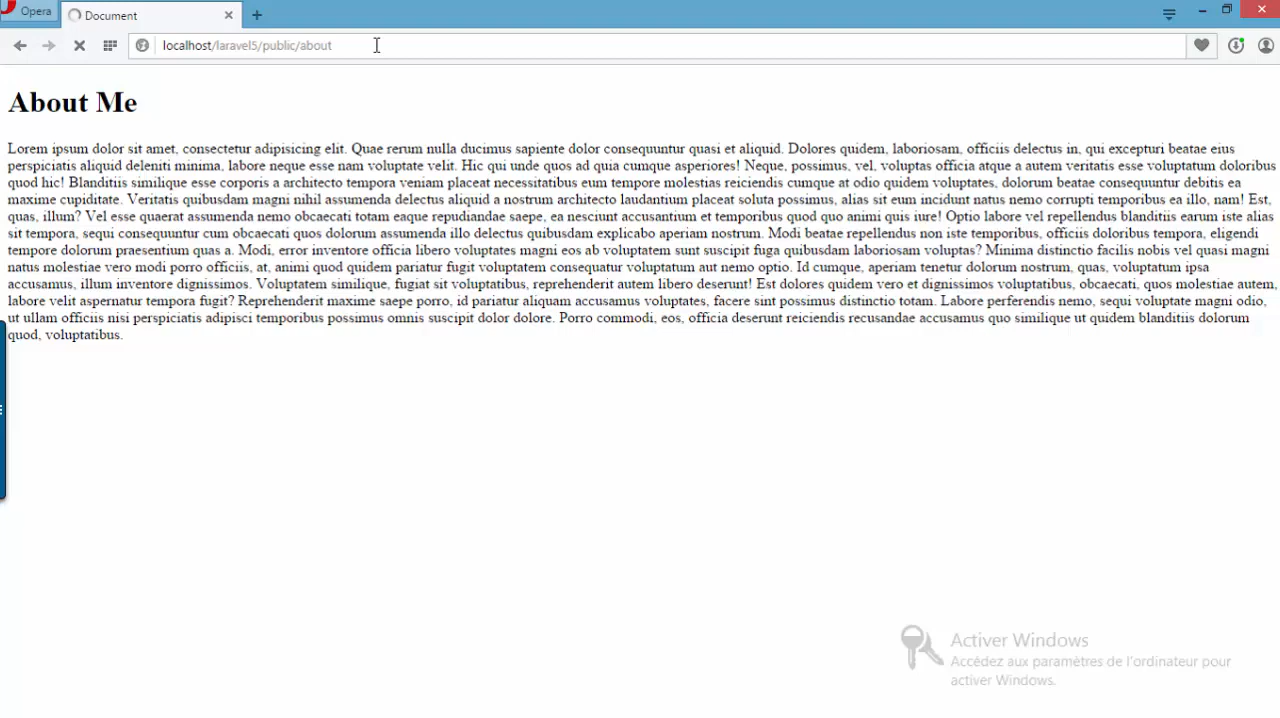 Opera
Document
localhost/laravel5/public/about
About Me
Lorem ipsum dolor sit amet, consectetur adipisicing elit. Quae rerum nulla ducimus sapiente dolor consequuntur quasi et aliquid. Dolores quidem, laboriosam, officiis delectus in, qui excepturi beatae eius
perspiciatis aliquid deleniti minima, labore neque esse nam voluptate velit. Hic qui unde quos ad quia cumque asperiores! Neque, possimus, vel, voluptas officia atque a autem veritatis esse voluptatum doloribus
quod hic! Blanditiis similique esse corporis a architecto tempora veniam placeat necessitatibus eum tempore molestias reiciendis cumque at odio quidem voluptates, dolorum beatae consequuntur debitis ea
maxime cupiditate. Veritatis quibusdam magni nihil assumenda delectus aliquid a nostrum architecto laudantium placeat soluta possimus, alias sit eum incidunt natus nemo corrupti temporibus ea illo, nam! Est,
quas, illum? Vel esse quaerat assumenda nemo obcaecati totam eaque repudiandae saepe, ea nesciunt accusantium et temporibus quod quo animi quis iure! Optio labore vel repellendus blanditiis earum iste alias
sit tempora, sequi consequuntur cum obcaecati quos dolorum assumenda illo delectus quibusdam explicabo aperiam nostrum. Modi beatae repellendus non iste temporibus, officiis doloribus tempora, eligendi
tempore dolorum praesentium quas a. Modi, error inventore officia libero voluptates magni eos ab voluptatem sunt suscipit fuga quibusdam laboriosam voluptas? Minima distinctio facilis nobis vel quasi magni
natus molestiae vero modi porro officiis, at, animi quod quidem pariatur fugit voluptatem consequatur voluptatum aut nemo optio. Id cumque, aperiam tenetur dolorum nostrum, quas, voluptatum ipsa
accusamus, illum inventore dignissimos. Voluptatem similique, fugiat sit voluptatibus, reprehenderit autem libero deserunt! Est dolores quidem vero et dignissimos voluptatibus, obcaecati, quos molestiae autem,
labore velit aspernatur tempora fugit? Reprehenderit maxime saepe porro, id pariatur aliquam accusamus voluptates, facere sint possimus distinctio totam. Labore perferendis nemo, sequi voluptate magni odio,
ut ullam officiis nisi perspiciatis adipisci temporibus possimus omnis suscipit dolor dolore. Porro commodi, eos, officia deserunt reiciendis recusandae accusamus quo similique ut quidem blanditiis dolorum
quod, voluptatibus.
Activer Windows
Accédez aux paramètres de l'ordinateur pour
activer Windows.